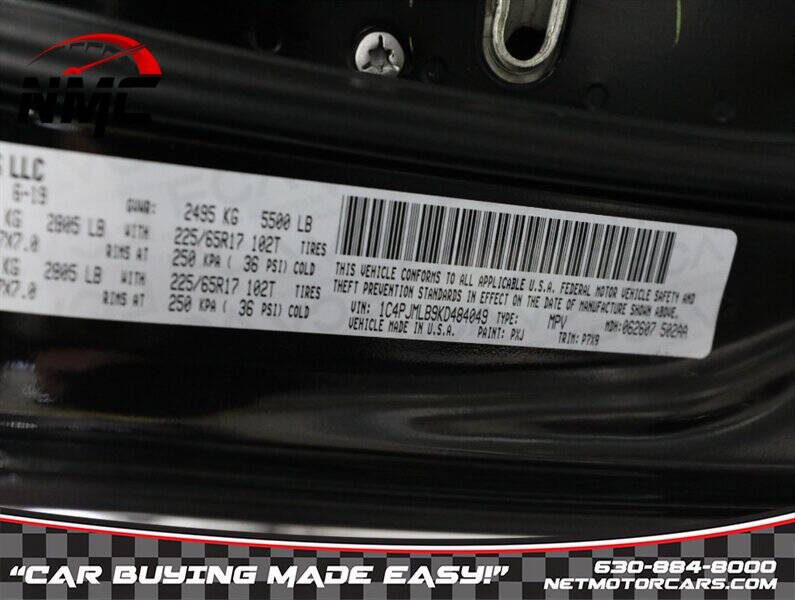 NMC
S LLC
6-19
GVWR: 2495 KG 5500 LB
KG 2805 LB WITH 225/65R17 102T TIRES
7X7.0 RIMS AT 250 KPA ( 36 PSI) COLD
KG 2805 LB WITH 225/65R17 102T TIRES
7X7.0 RIMS AT 250 KPA ( 36 PSI) COLD
THIS VEHICLE CONFORMS TO ALL APPLICABLE U.S.A. FEDERAL MOTOR VEHICLE SAFETY AND
THEFT PREVENTION STANDARDS IN EFFECT ON THE DATE OF MANUFACTURE SHOWN ABOVE.
VIN: 1C4PJMLB9KD484049 TYPE: MPV MDH: 062607 502AA
VEHICLE MADE IN U.S.A. PAINT: PXJ TRIM: P7X9
"CAR BUYING MADE EASY!"
630-884-8000
NETMOTORCARS.COM